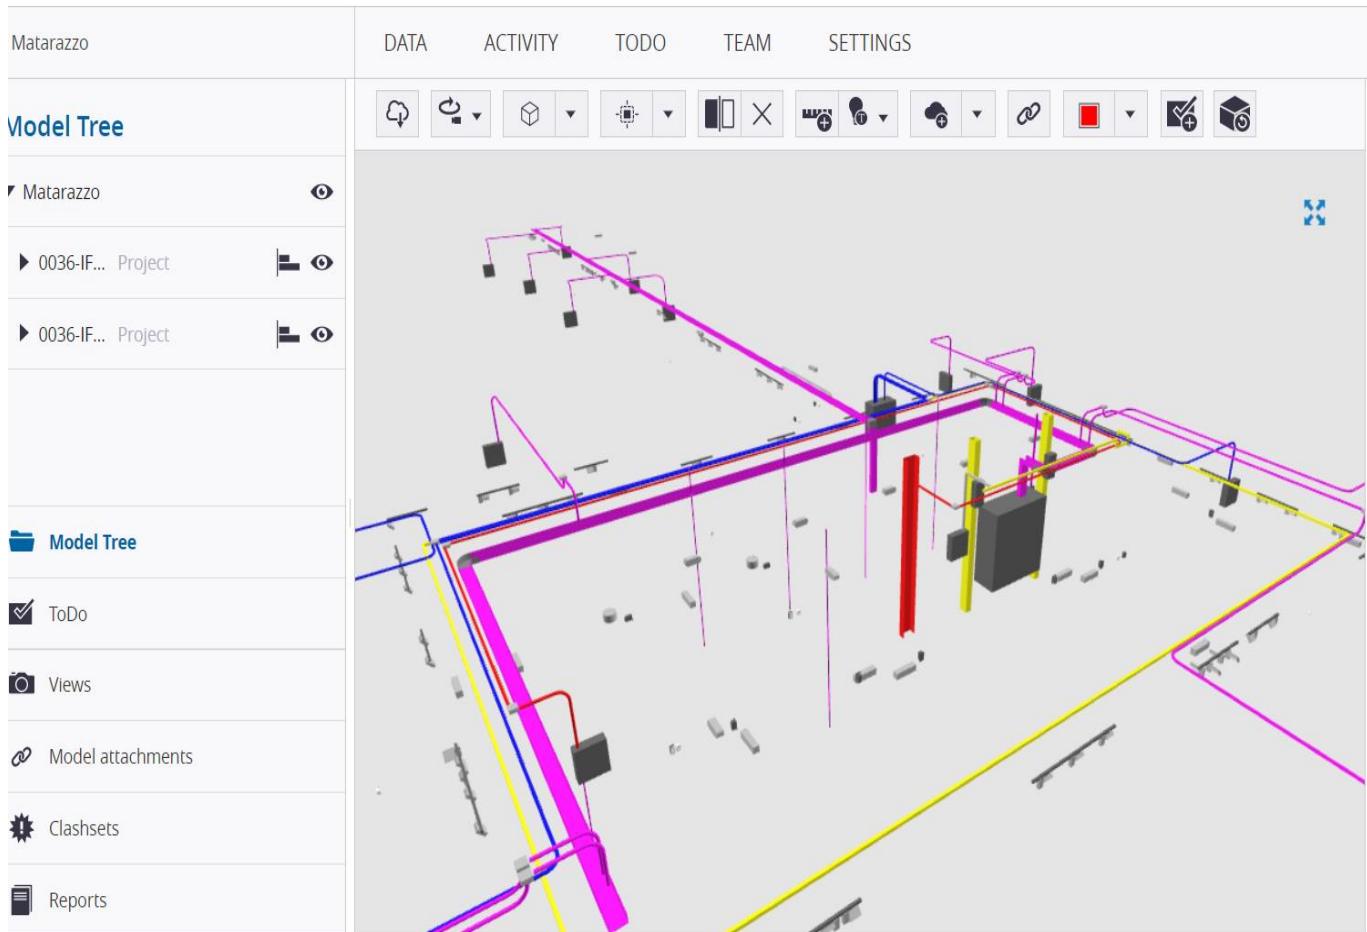 Matarazzo
DATA ACTIVITY TODO TEAM SETTINGS
Model Tree
Matarazzo
0036-IF... Project
0036-IF... Project
Model Tree
ToDo
Views
Model attachments
Clashsets
Reports